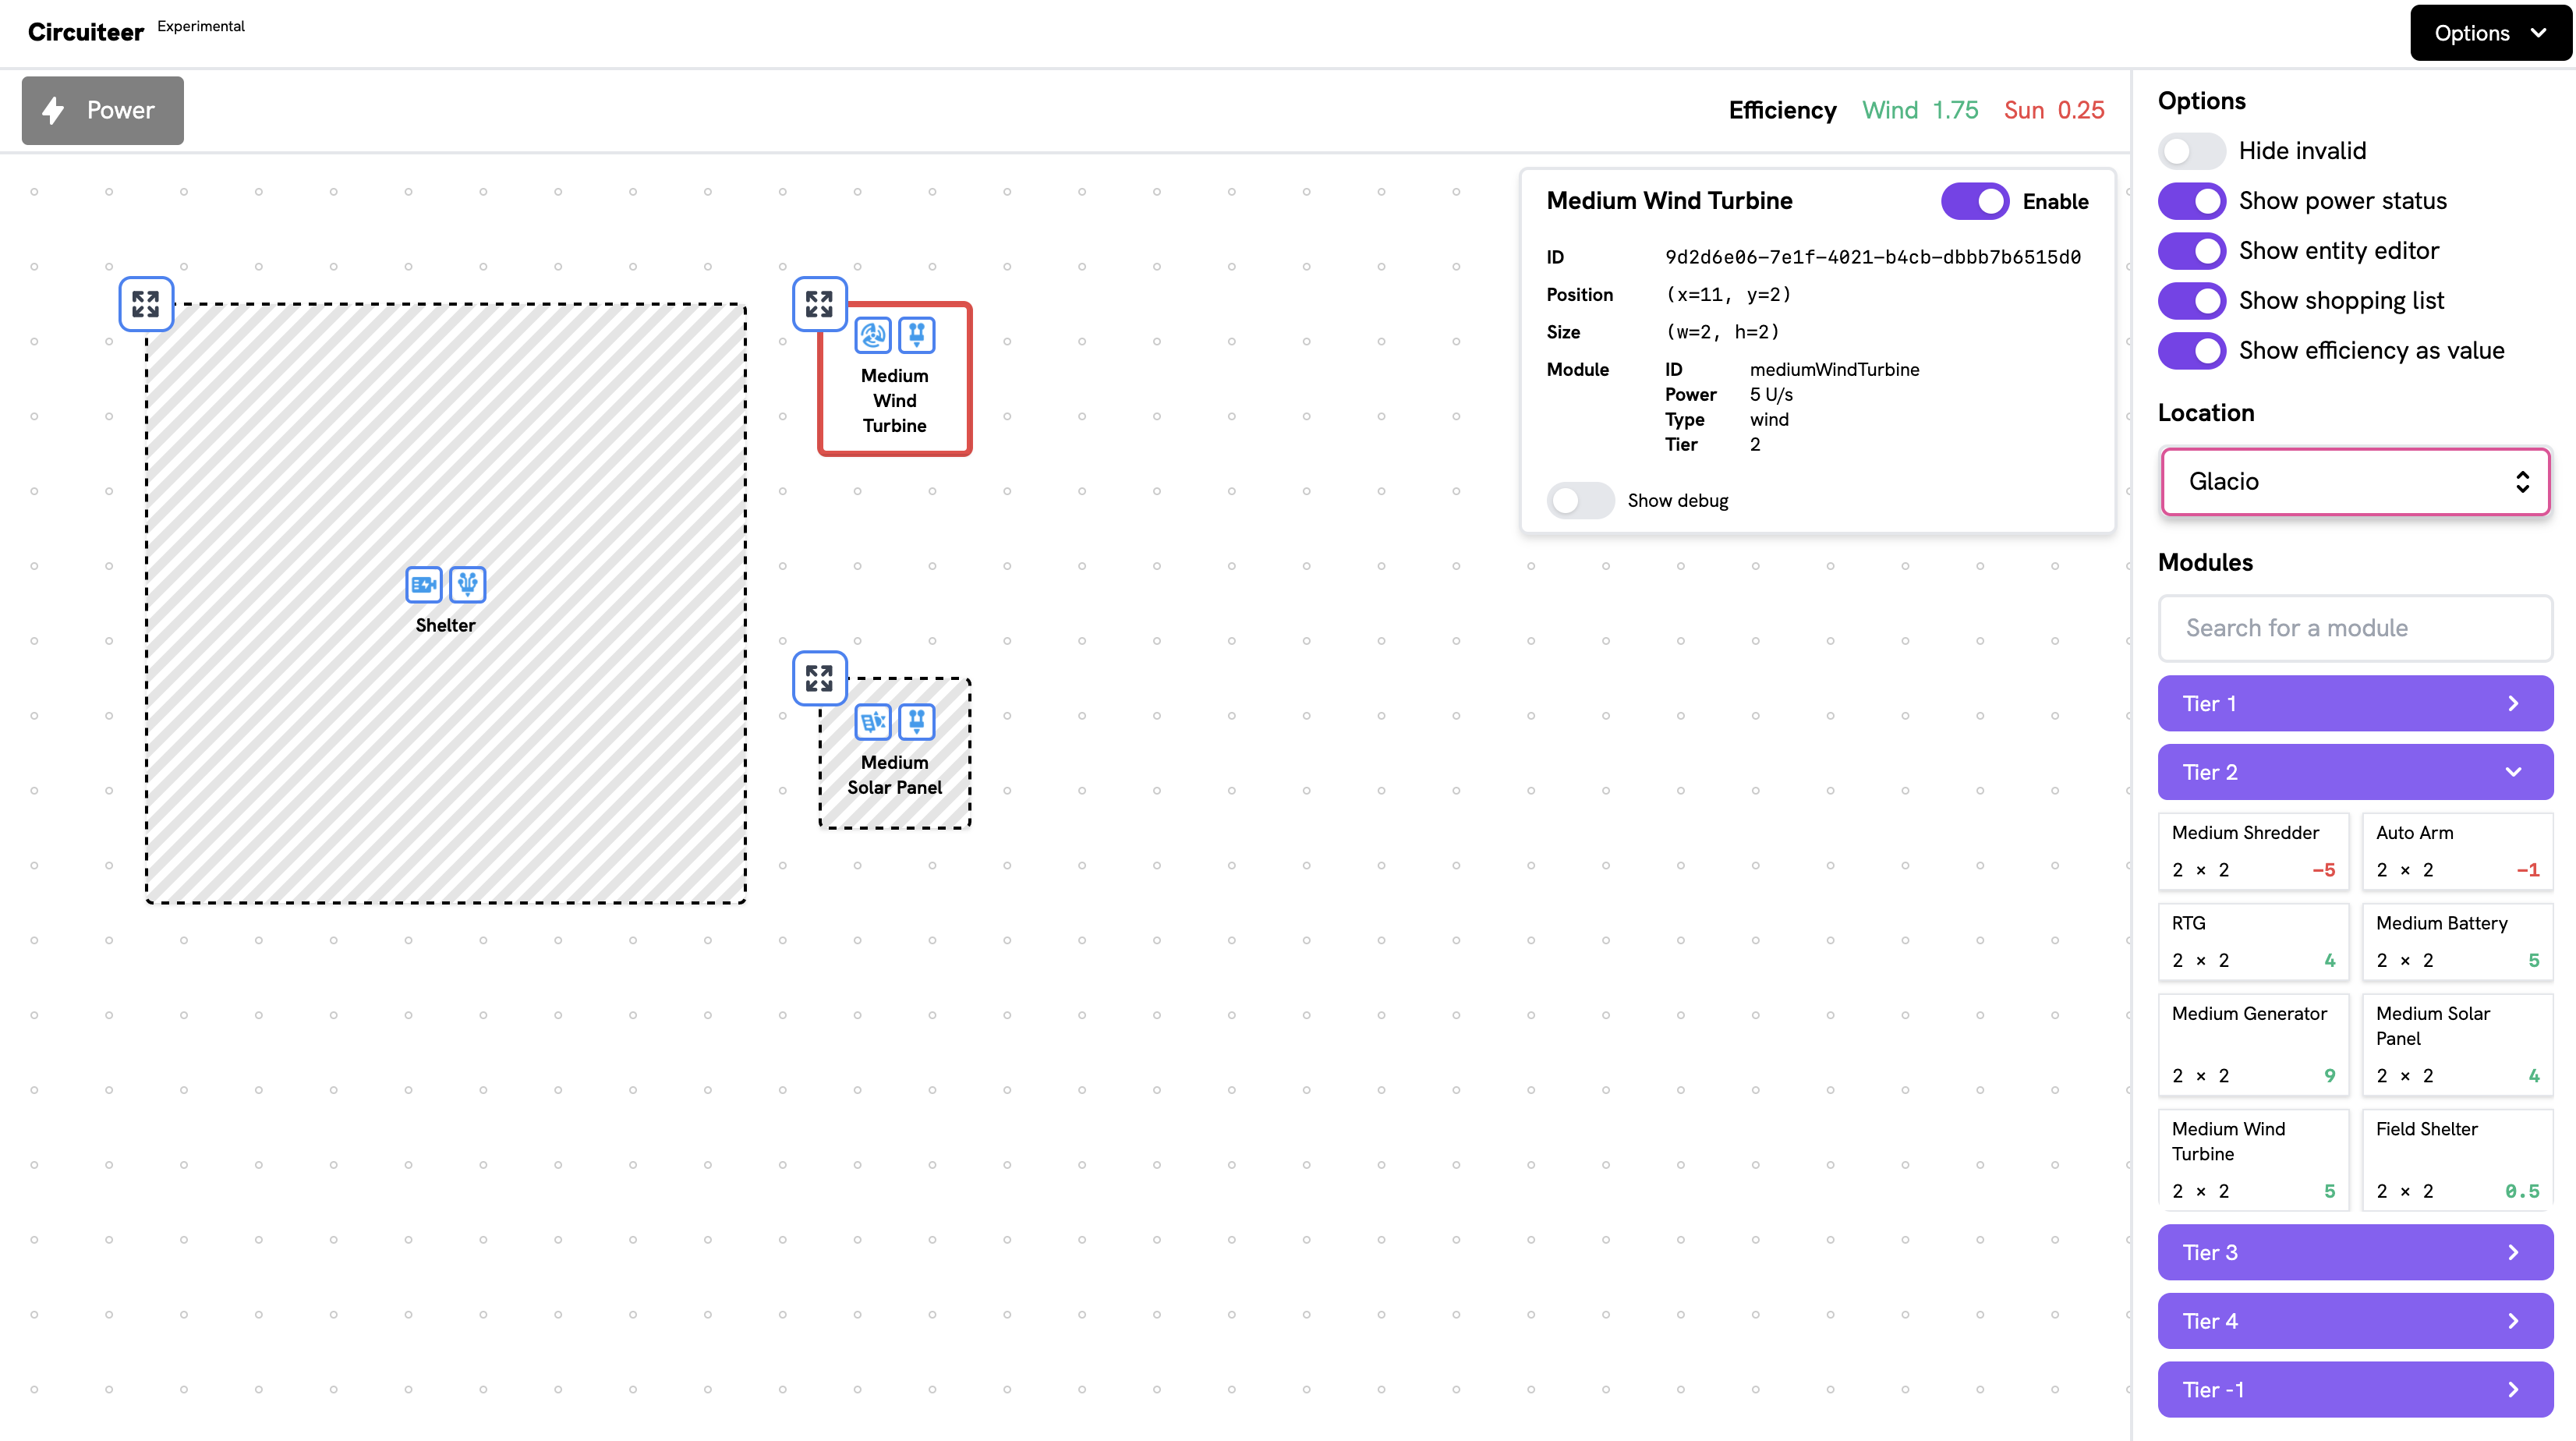 Circuiteer Experimental
Options
Power
Efficiency Wind 1.75 Sun 0.25
Shelter
Medium
Wind
Turbine
Medium
Solar Panel
Medium Wind Turbine Enable
ID 9d2d6e06-7e1f-4021-b4cb-dbbb7b6515d0
Position (x=11, y=2)
Size (w=2, h=2)
Module ID mediumWindTurbine
Power 5 U/s
Type wind
Tier 2
Show debug
Options
Hide invalid
Show power status
Show entity editor
Show shopping list
Show efficiency as value
Location
Glacio
Modules
Search for a module
Tier 1
Tier 2
Medium Shredder
2 × 2 -5
Auto Arm
2 × 2 -1
RTG
2 × 2 4
Medium Battery
2 × 2 5
Medium Generator
2 × 2 9
Medium Solar
Panel
2 × 2 4
Medium Wind
Turbine
2 × 2 5
Field Shelter
2 × 2 0.5
Tier 3
Tier 4
Tier -1